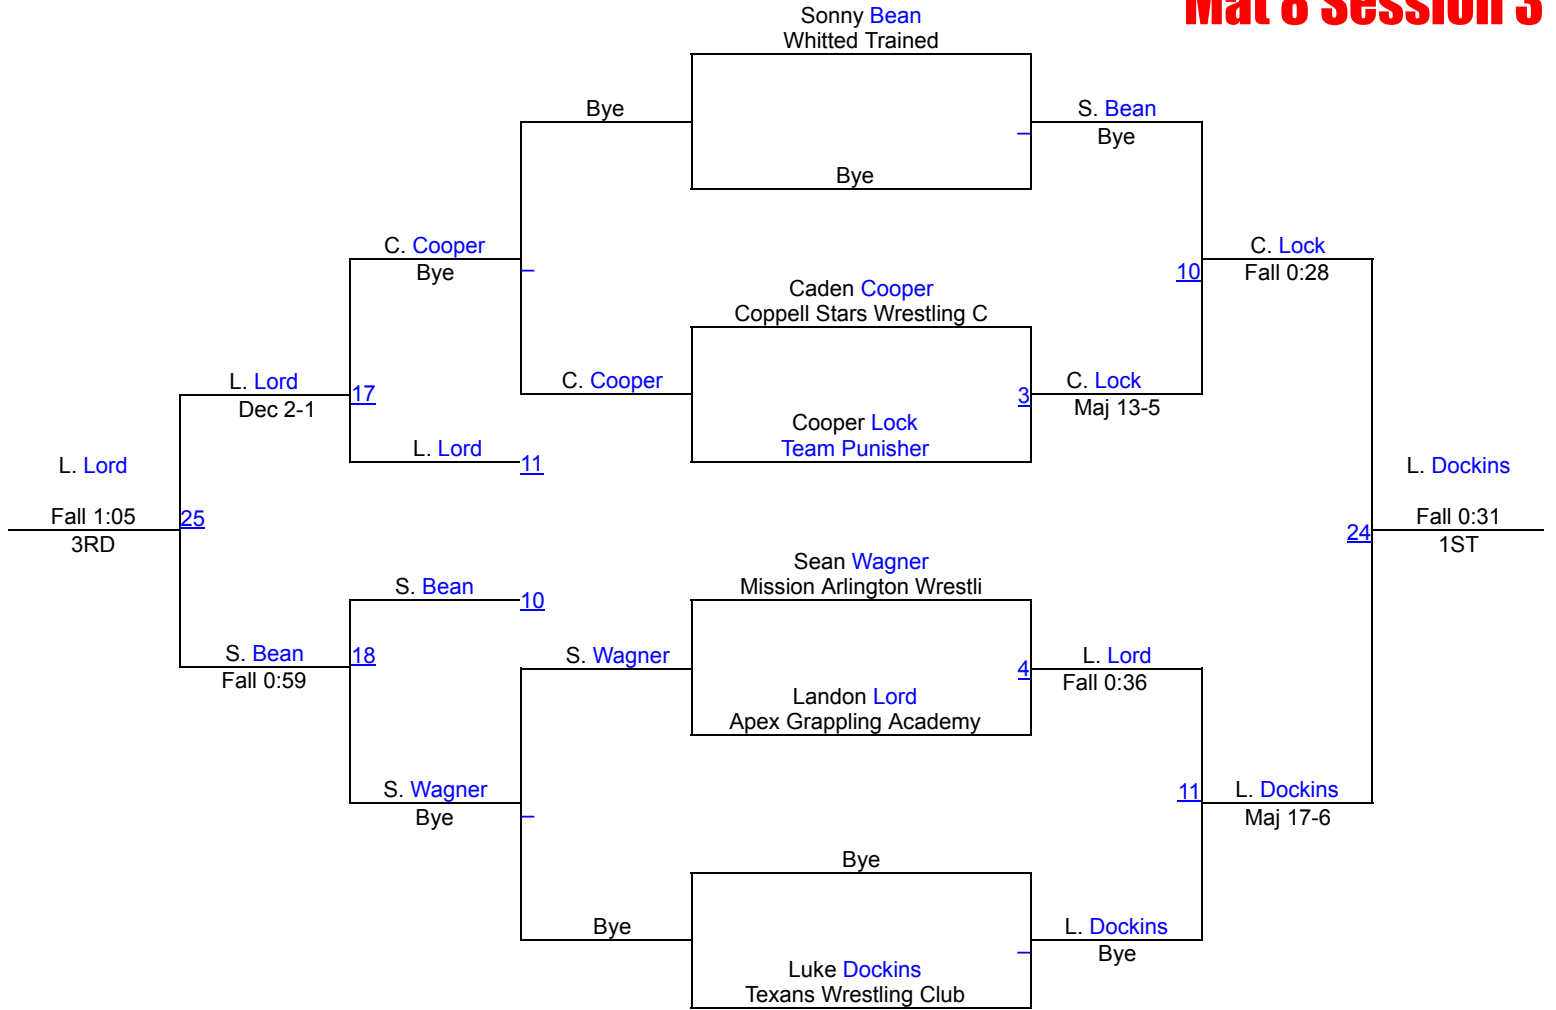 Mat 8 Session 3
Sonny Bean
Whitted Trained
Bye
S. Bean
Bye
Bye
C. Cooper
Bye
C. Lock
10
Fall 0:28
Caden Cooper
Coppell Stars Wrestling C
L. Lord
17
C. Cooper
3
C. Lock
Dec 2-1
Maj 13-5
Cooper Lock
L. Lord
11
Team Punisher
L. Lord
L. Dockins
Fall 1:05
25
24
Fall 0:31
3RD
1ST
Sean Wagner
S. Bean
10
Mission Arlington Wrestli
S. Bean
18
S. Wagner
4
L. Lord
Fall 0:59
Fall 0:36
Landon Lord
Apex Grappling Academy
S. Wagner
11
L. Dockins
Bye
Maj 17-6
Bye
Bye
L. Dockins
Bye
Luke Dockins
Texans Wrestling Club